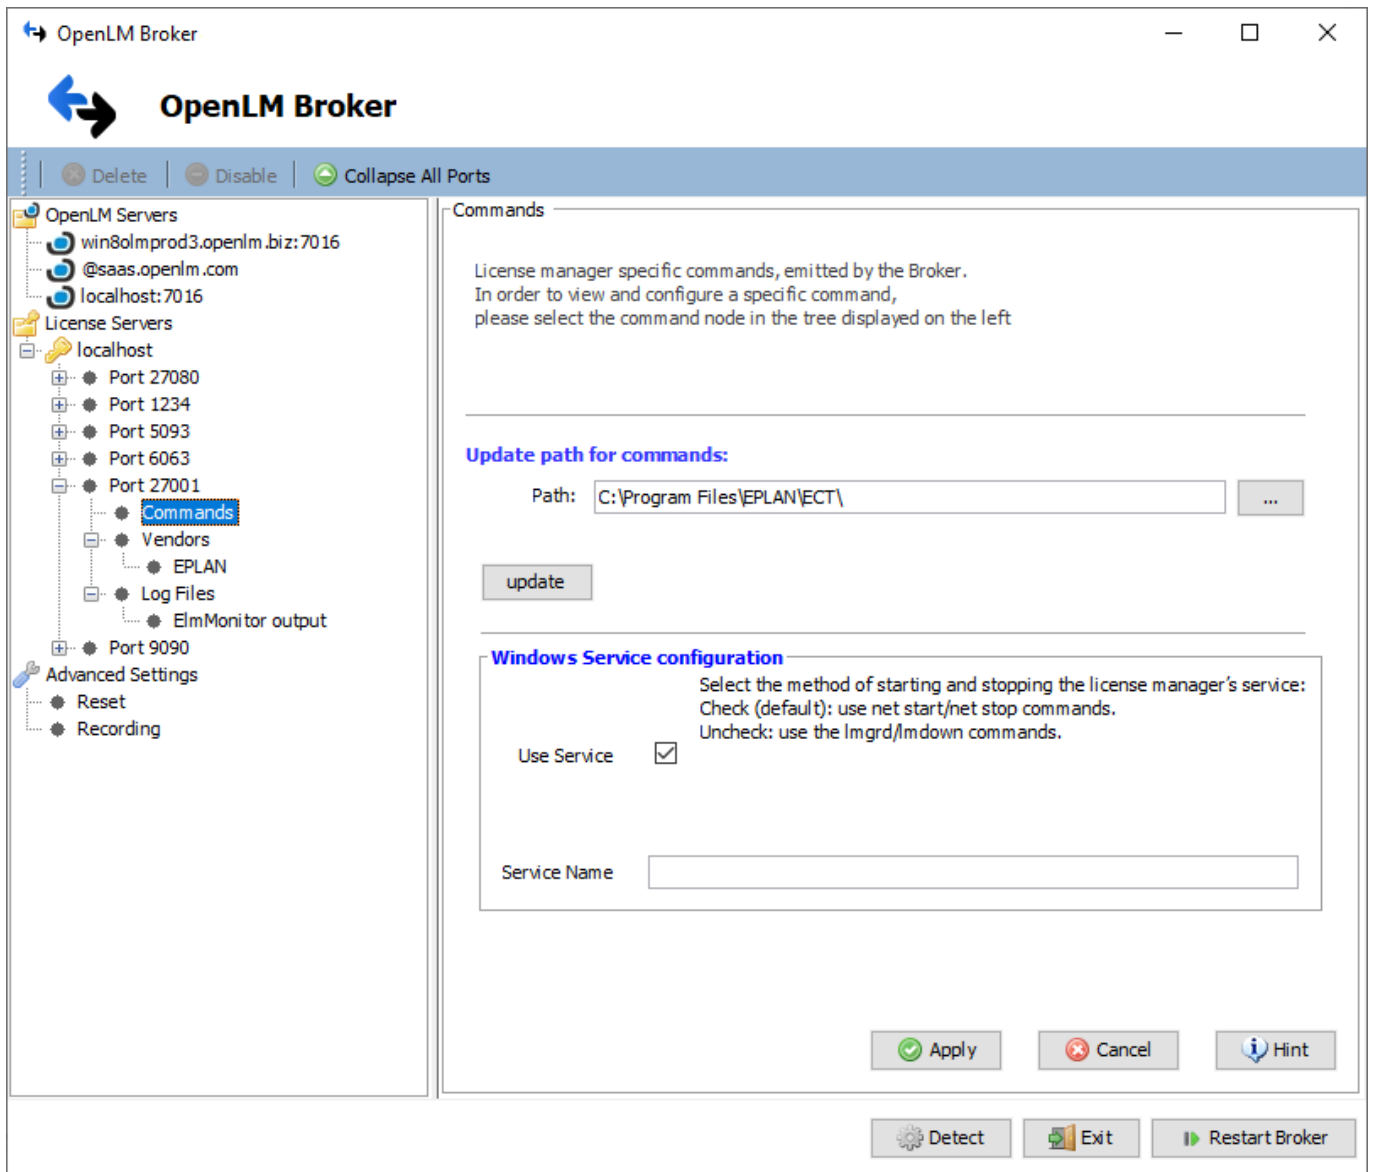 OpenLM Broker
OpenLM Broker
Delete
Disable
Collapse All Ports
OpenLM Servers
win8olmprod3.openlm.biz:7016
@saas.openlm.com
localhost:7016
License Servers
localhost
Port 27080
Port 1234
Port 5093
Port 6063
Port 27001
Commands
Vendors
EPLAN
Log Files
ElmMonitor output
Port 9090
Advanced Settings
Reset
Recording
Commands
License manager specific commands, emitted by the Broker.
In order to view and configure a specific command,
please select the command node in the tree displayed on the left
Update path for commands:
Path: C:\Program Files\EPLAN\ECT\ ...
update
Windows Service configuration
Select the method of starting and stopping the license manager's service:
Check (default): use net start/net stop commands.
Uncheck: use the lmgrd/lmdown commands.
Use Service
Service Name
Apply
Cancel
Hint
Detect
Exit
Restart Broker